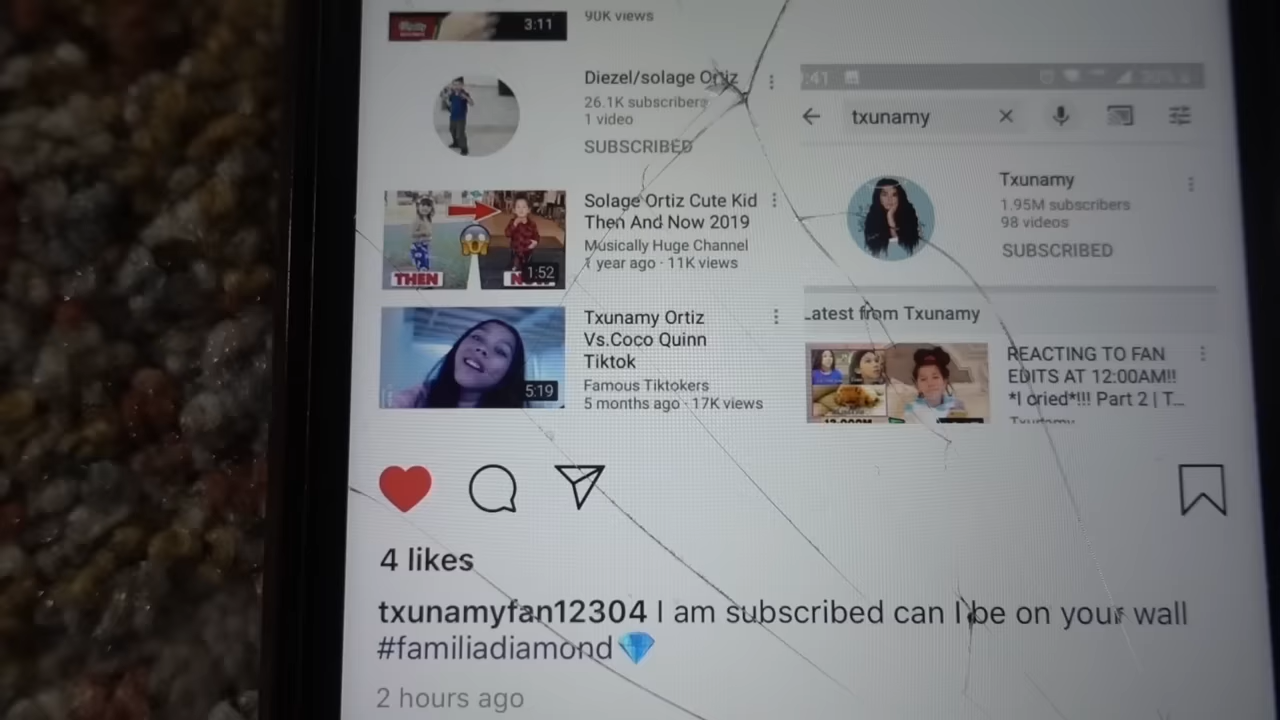 3:11
90K views
Diezel/solage Ortiz
26.1K subscribers
1 video
SUBSCRIBED
THEN
1:52
Solage Ortiz Cute Kid
Then And Now 2019
Musically Huge Channel
1 year ago · 11K views
5:19
Txunamy Ortiz
Vs.Coco Quinn
Tiktok
Famous Tiktokers
5 months ago · 17K views
:41
txunamy
Txunamy
1.95M subscribers
98 videos
SUBSCRIBED
Latest from Txunamy
REACTING TO FAN
EDITS AT 12:00AM!!
*I cried*!!! Part 2 | T...
Txunamy
4 likes
txunamyfan12304 I am subscribed can I be on your wall
#familiadiamond💎
2 hours ago